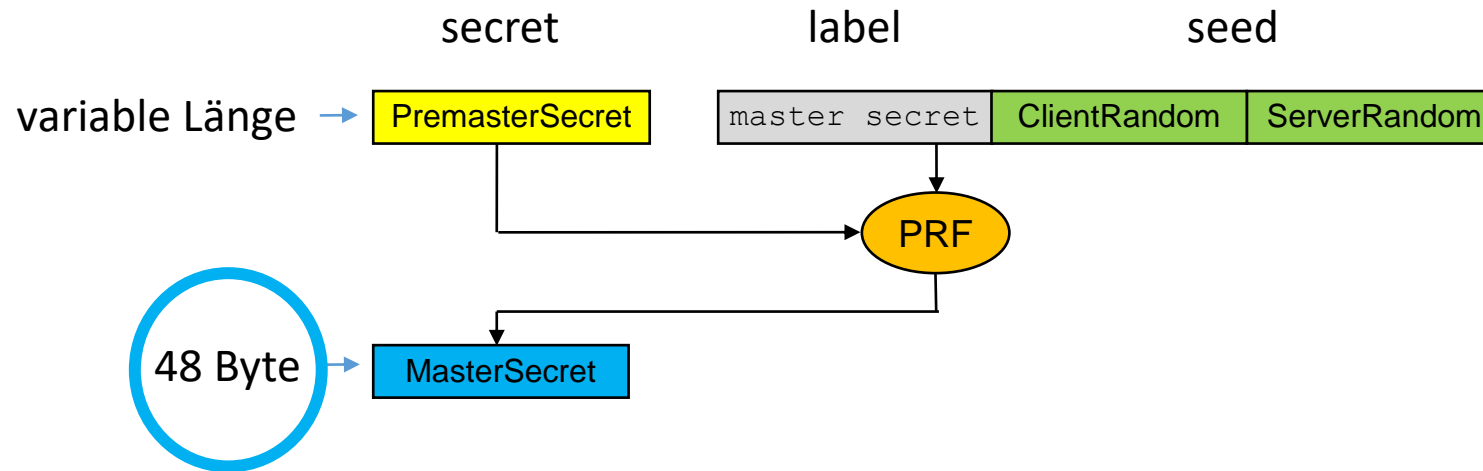 secret label seed
variable Länge PremasterSecret master secret ClientRandom ServerRandom
PRF
48 Byte MasterSecret